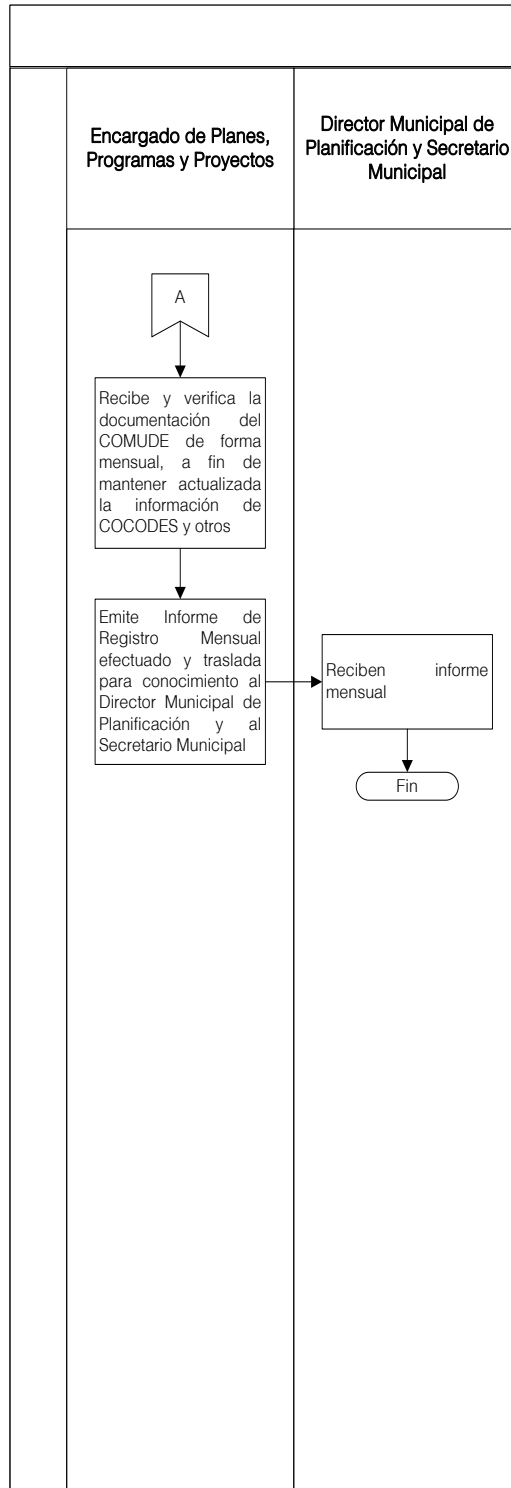 Encargado de Planes,
Programas y Proyectos
Director Municipal de
Planificación y Secretario
Municipal
A
Recibe y verifica la
documentación del
COMUDE de forma
mensual, a fin de
mantener actualizada
la información de
COCODES y otros
Emite Informe de
Registro Mensual
efectuado y traslada
para conocimiento al
Director Municipal de
Planificación y al
Secretario Municipal
Reciben informe
mensual
Fin